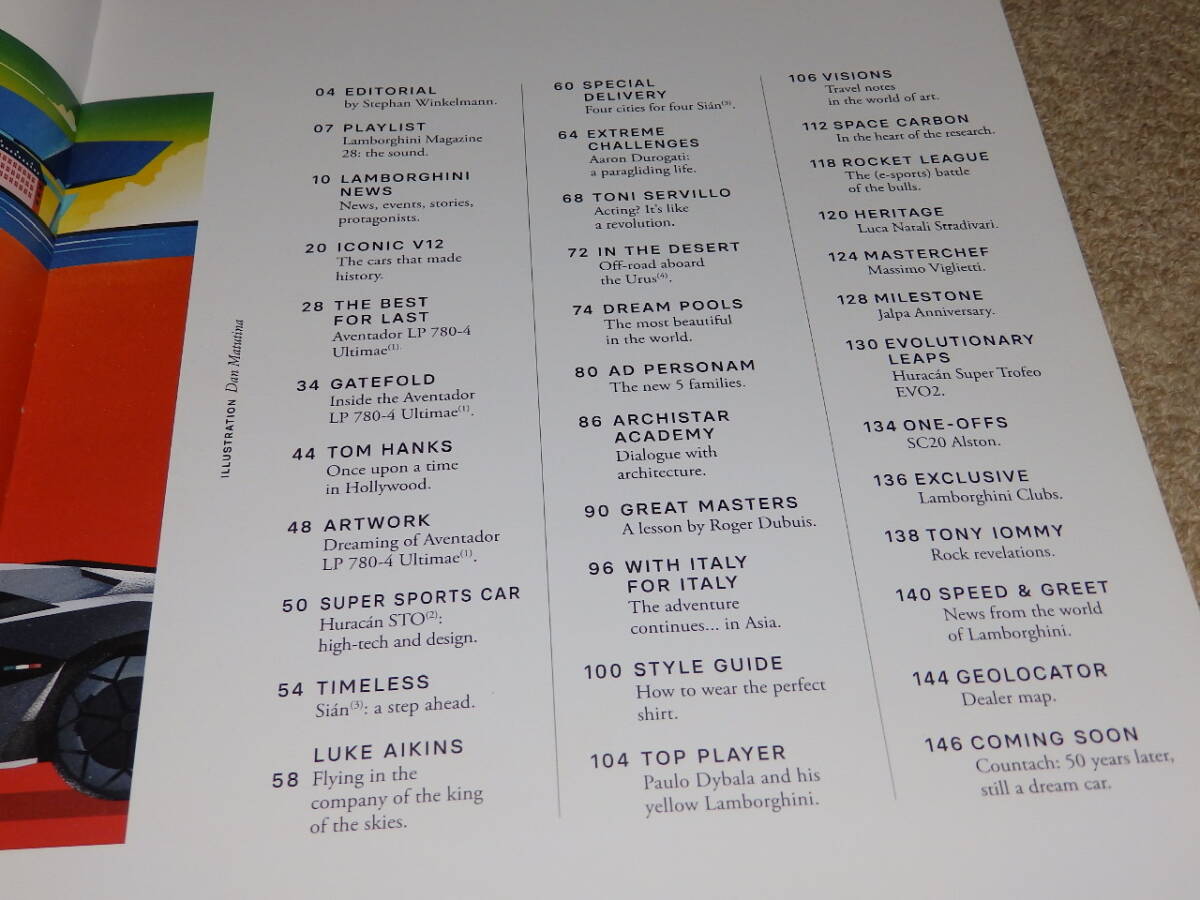 04 EDITORIAL
by Stephan Winkelmann.
07 PLAYLIST
Lamborghini Magazine
28: the sound.
10 LAMBORGHINI
NEWS
News, events, stories,
protagonists.
20 ICONIC V12
The cars that made
history.
28 THE BEST
FOR LAST
Aventador LP 780-4
Ultimae(1).
34 GATEFOLD
Inside the Aventador
LP 780-4 Ultimae(1).
44 TOM HANKS
Once upon a time
in Hollywood.
48 ARTWORK
Dreaming of Aventador
LP 780-4 Ultimae(1).
50 SUPER SPORTS CAR
Huracán STO(2):
high-tech and design.
54 TIMELESS
Sián(3): a step ahead.
LUKE AIKINS
58 Flying in the
company of the king
of the skies.
60 SPECIAL
DELIVERY
Four cities for four Sián(3).
64 EXTREME
CHALLENGES
Aaron Durogati:
a paragliding life.
68 TONI SERVILLO
Acting? It's like
a revolution.
72 IN THE DESERT
Off-road aboard
the Urus(4).
74 DREAM POOLS
The most beautiful
in the world.
80 AD PERSONAM
The new 5 families.
86 ARCHISTAR
ACADEMY
Dialogue with
architecture.
90 GREAT MASTERS
A lesson by Roger Dubuis.
96 WITH ITALY
FOR ITALY
The adventure
continues... in Asia.
100 STYLE GUIDE
How to wear the perfect
shirt.
104 TOP PLAYER
Paulo Dybala and his
yellow Lamborghini.
106 VISIONS
Travel notes
in the world of art.
112 SPACE CARBON
In the heart of the research.
118 ROCKET LEAGUE
The (e-sports) battle
of the bulls.
120 HERITAGE
Luca Natali Stradivari.
124 MASTERCHEF
Massimo Viglietti.
128 MILESTONE
Jalpa Anniversary.
130 EVOLUTIONARY
LEAPS
Huracán Super Trofeo
EVO2.
134 ONE-OFFS
SC20 Alston.
136 EXCLUSIVE
Lamborghini Clubs.
138 TONY IOMMY
Rock revelations.
140 SPEED & GREET
News from the world
of Lamborghini.
144 GEOLOCATOR
Dealer map.
146 COMING SOON
Countach: 50 years later,
still a dream car.
ILLUSTRATION Dan Matutina